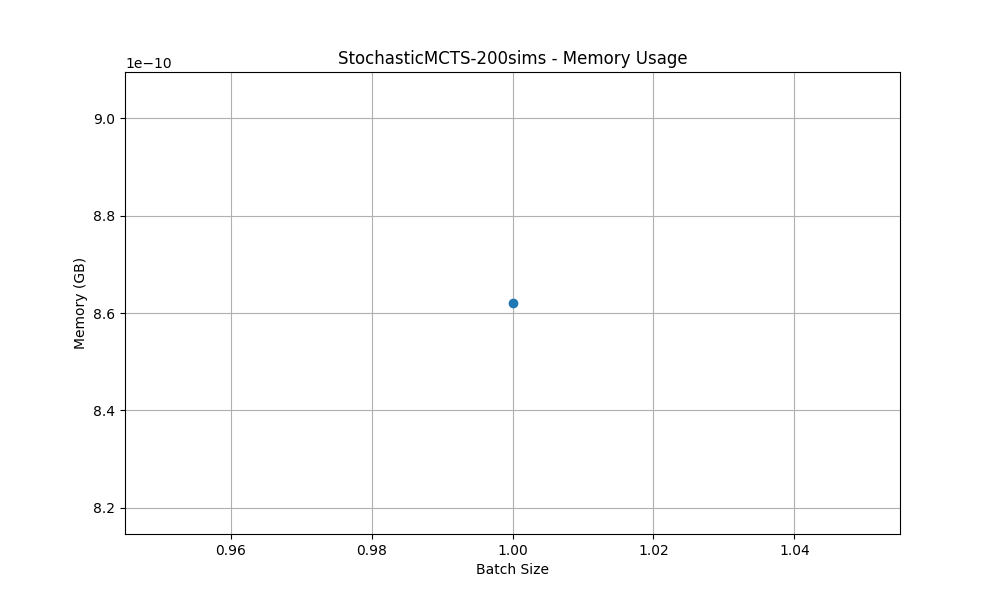 StochasticMCTS-200sims - Memory Usage
1e−10
9.0
8.8
8.6
8.4
8.2
Memory (GB)
0.96 0.98 1.00 1.02 1.04
Batch Size